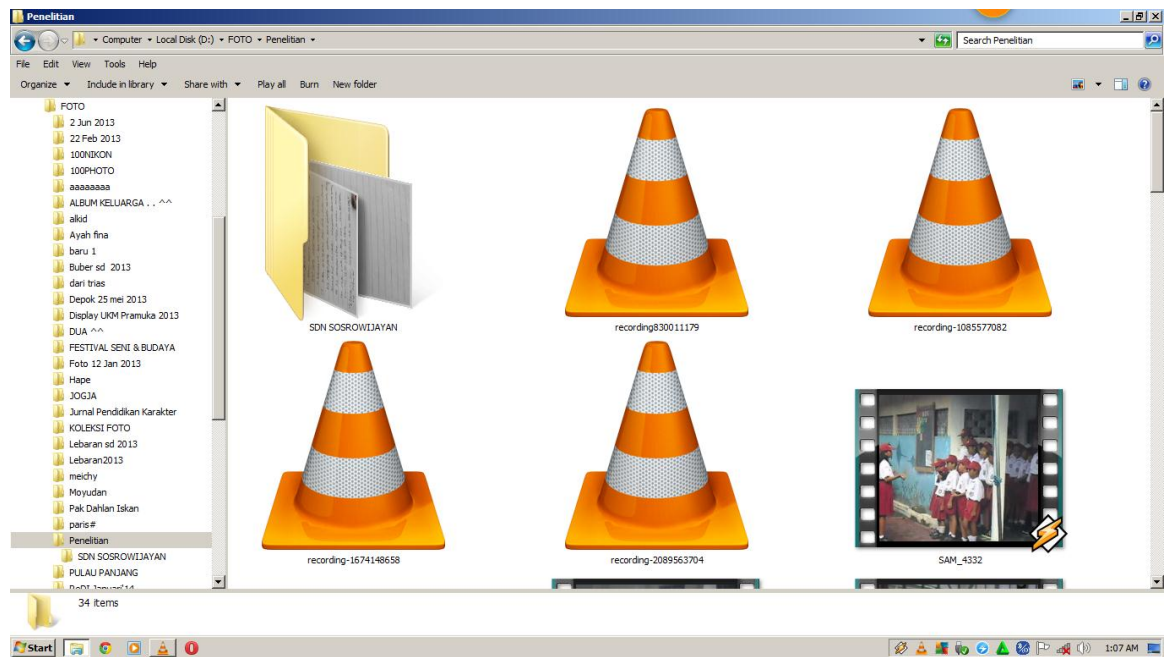 Penelitian
Computer Local Disk (D:) FOTO Penelitian
Search Penelitian
File Edit View Tools Help
Organize Include in library Share with Play all Burn New folder
FOTO
2 Jun 2013
22 Feb 2013
100NIKON
100PHOTO
aaaaaaaa
ALBUM KELUARGA . . ^^
alkid
Ayah fina
baru 1
Buber sd 2013
dari trias
Depok 25 mei 2013
Display UKM Pramuka 2013
DUA ^^
FESTIVAL SENI & BUDAYA
Foto 12 Jan 2013
Hape
JOGJA
Jurnal Pendidikan Karakter
KOLEKSI FOTO
Lebaran sd 2013
Lebaran2013
meichy
Moyudan
Pak Dahlan Iskan
paris#
Penelitian
SDN SOSROWIJAYAN
PULAU PANJANG
SDN SOSROWIJAYAN
recording830011179
recording-1085577082
recording-1674148658
recording-2089563704
SAM_4332
34 items
Start
1:07 AM